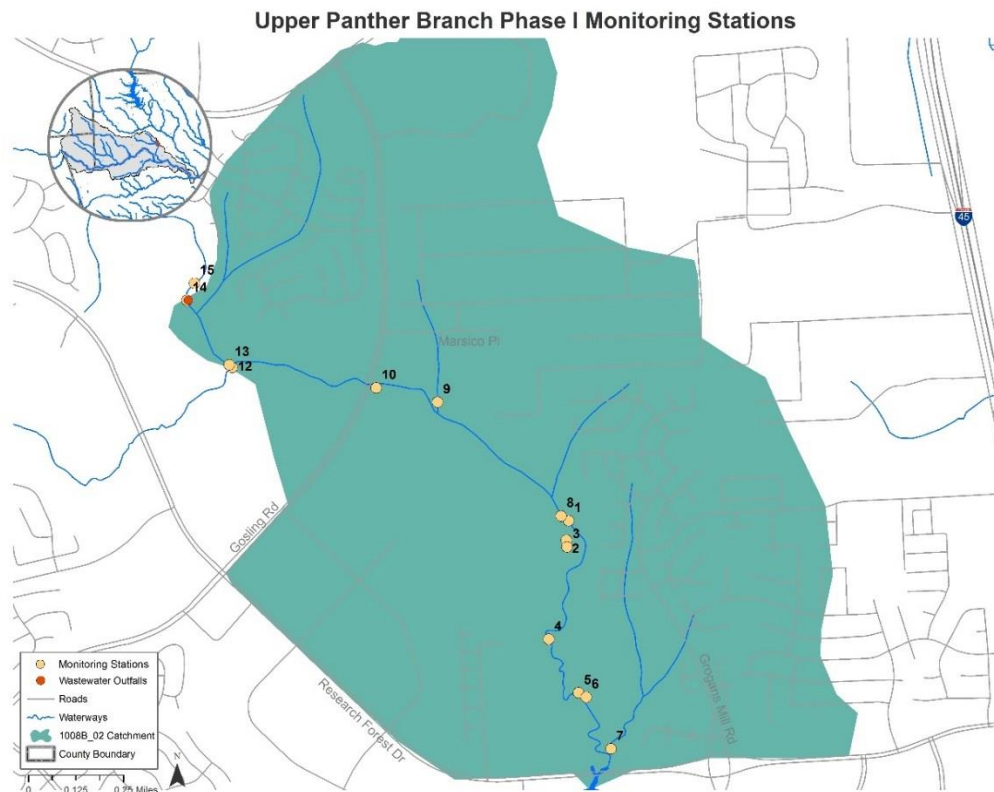 Upper Panther Branch Phase I Monitoring Stations
45
15
14
Marsico Pl
13
12
10
9
8
1
3
2
Gosling Rd
4
5
6
Research Forest Dr
Grogans Mill Rd
7
Monitoring Stations
Wastewater Outfalls
Roads
Waterways
1008B_02 Catchment
County Boundary
N
0 0.125 0.25 Miles